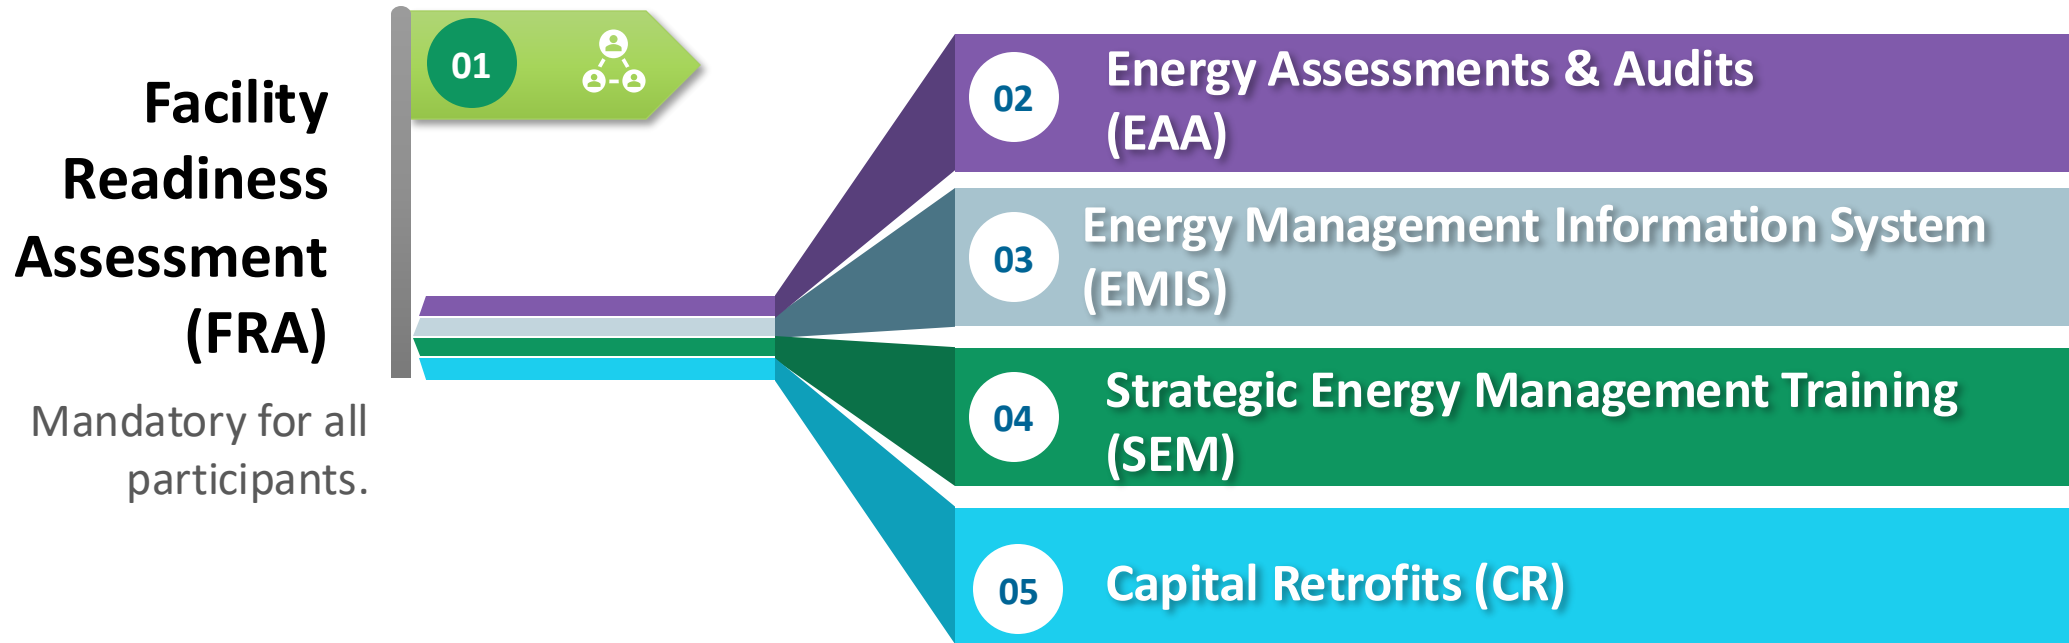 01
Facility
Readiness
Assessment
(FRA)
Mandatory for all
participants.
02
Energy Assessments & Audits
(EAA)
03
Energy Management Information System
(EMIS)
04
Strategic Energy Management Training
(SEM)
05
Capital Retrofits (CR)